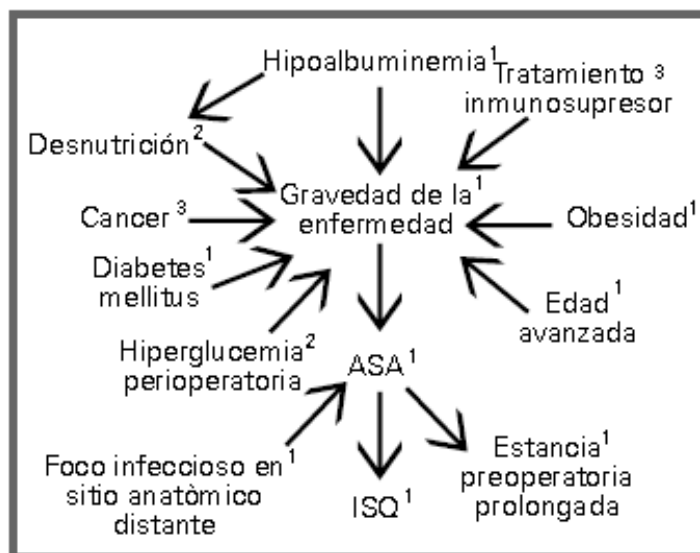 Hipoalbuminemia¹
Tratamiento ³
inmunosupresor
Desnutrición²
Gravedad de la¹
enfermedad
Cancer ³
Obesidad¹
Diabetes¹
mellitus
Edad¹
avanzada
Hiperglucemia²
perioperatoria
ASA¹
Foco infeccioso en¹
sitio anatòmico
distante
ISQ¹
Estancia¹
preoperatoria
prolongada